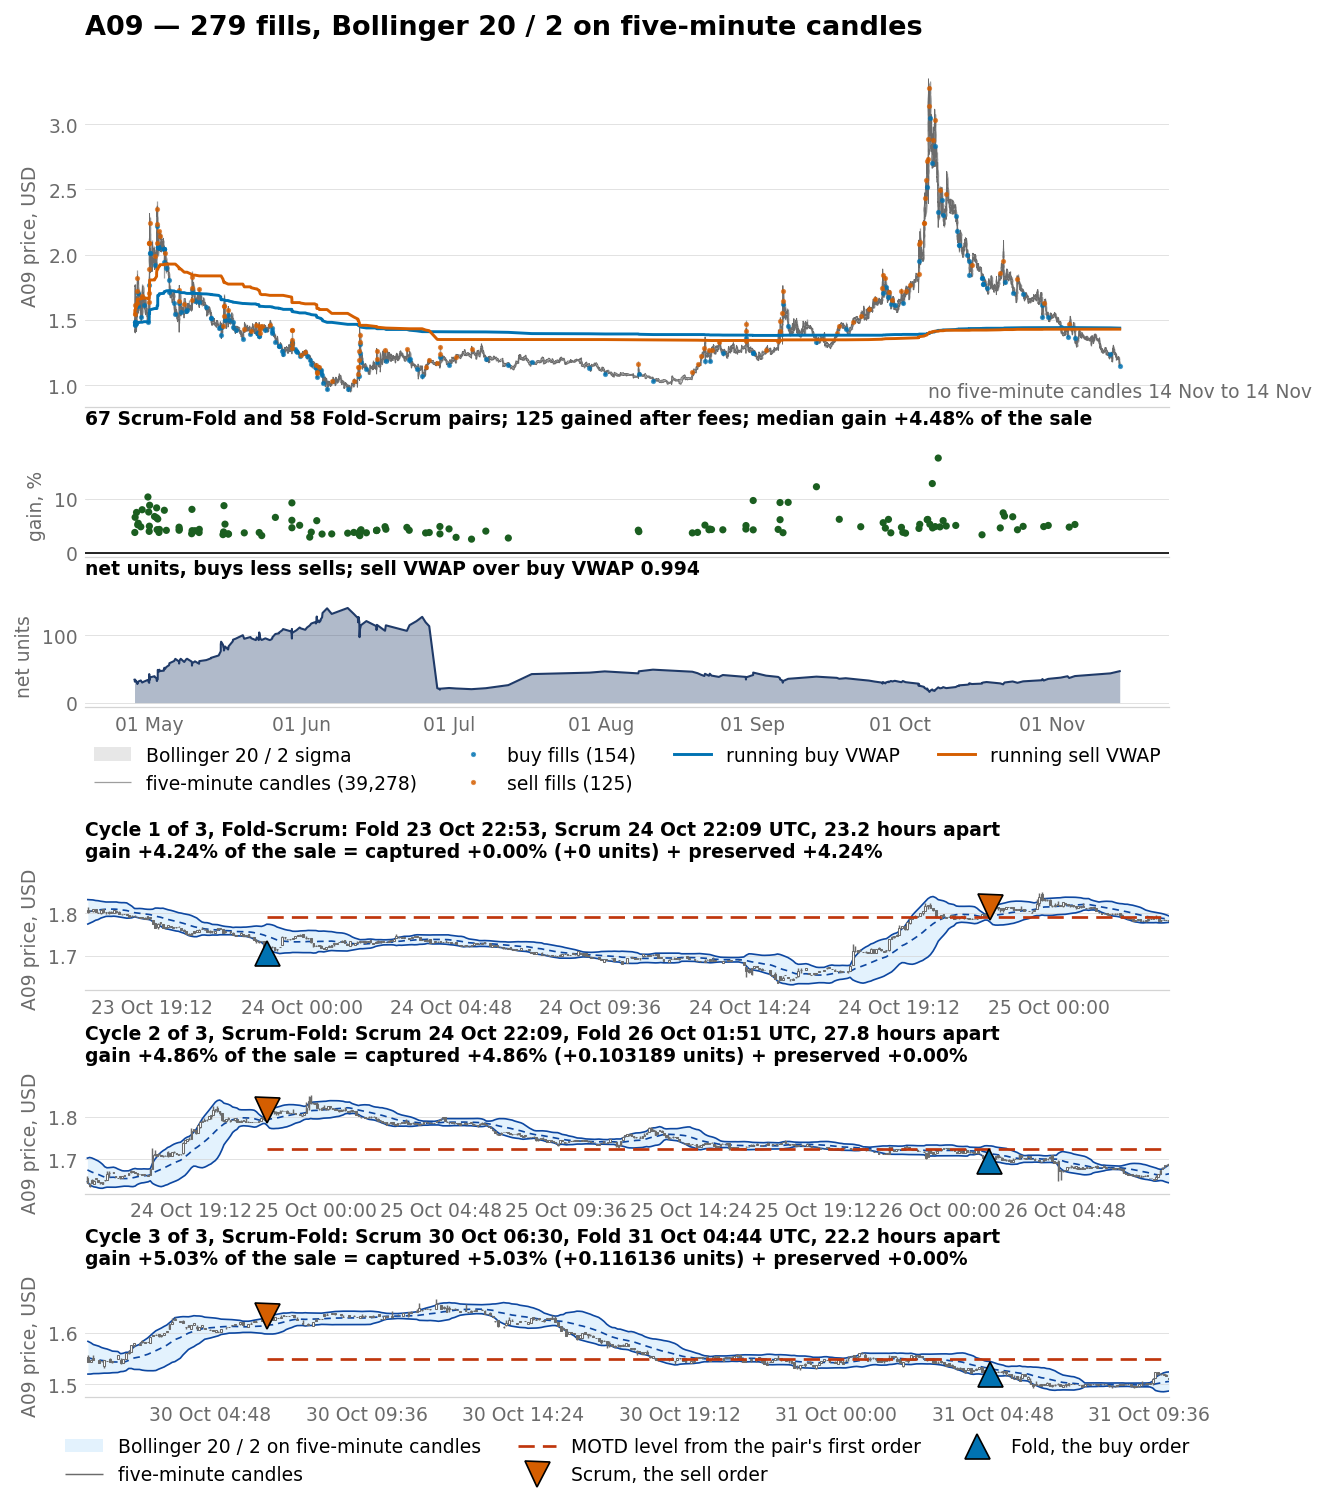 A09 — 279 fills, Bollinger 20 / 2 on five-minute candles
A09 price, USD
3.0
2.5
2.0
1.5
1.0
no five-minute candles 14 Nov to 14 Nov
67 Scrum-Fold and 58 Fold-Scrum pairs; 125 gained after fees; median gain +4.48% of the sale
gain, %
10
0
net units, buys less sells; sell VWAP over buy VWAP 0.994
net units
100
0
01 May 01 Jun 01 Jul 01 Aug 01 Sep 01 Oct 01 Nov
Bollinger 20 / 2 sigma
five-minute candles (39,278)
buy fills (154)
sell fills (125)
running buy VWAP
running sell VWAP
Cycle 1 of 3, Fold-Scrum: Fold 23 Oct 22:53, Scrum 24 Oct 22:09 UTC, 23.2 hours apart
gain +4.24% of the sale = captured +0.00% (+0 units) + preserved +4.24%
A09 price, USD
1.8
1.7
23 Oct 19:12 24 Oct 00:00 24 Oct 04:48 24 Oct 09:36 24 Oct 14:24 24 Oct 19:12 25 Oct 00:00
Cycle 2 of 3, Scrum-Fold: Scrum 24 Oct 22:09, Fold 26 Oct 01:51 UTC, 27.8 hours apart
gain +4.86% of the sale = captured +4.86% (+0.103189 units) + preserved +0.00%
A09 price, USD
1.8
1.7
24 Oct 19:12 25 Oct 00:00 25 Oct 04:48 25 Oct 09:36 25 Oct 14:24 25 Oct 19:12 26 Oct 00:00 26 Oct 04:48
Cycle 3 of 3, Scrum-Fold: Scrum 30 Oct 06:30, Fold 31 Oct 04:44 UTC, 22.2 hours apart
gain +5.03% of the sale = captured +5.03% (+0.116136 units) + preserved +0.00%
A09 price, USD
1.6
1.5
30 Oct 04:48 30 Oct 09:36 30 Oct 14:24 30 Oct 19:12 31 Oct 00:00 31 Oct 04:48 31 Oct 09:36
Bollinger 20 / 2 on five-minute candles
five-minute candles
MOTD level from the pair's first order
Scrum, the sell order
Fold, the buy order